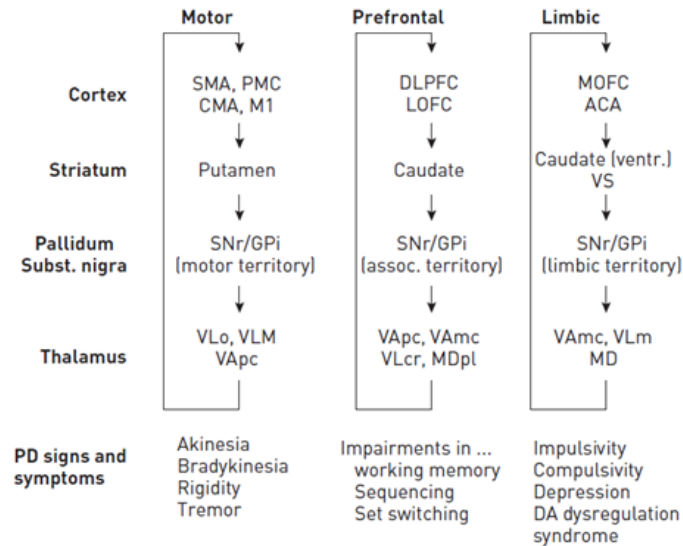 Motor Prefrontal Limbic
Cortex
SMA, PMC
CMA, M1
DLPFC
LOFC
MOFC
ACA
Striatum
Putamen
Caudate
Caudate (ventr.)
VS
Pallidum
Subst. nigra
SNr/GPi
(motor territory)
SNr/GPi
(assoc. territory)
SNr/GPi
(limbic territory)
Thalamus
VLo, VLM
VApc
VApc, VAmc
VLcr, MDpl
VAmc, VLm
MD
PD signs and
symptoms
Akinesia
Bradykinesia
Rigidity
Tremor
Impairments in ...
working memory
Sequencing
Set switching
Impulsivity
Compulsivity
Depression
DA dysregulation
syndrome